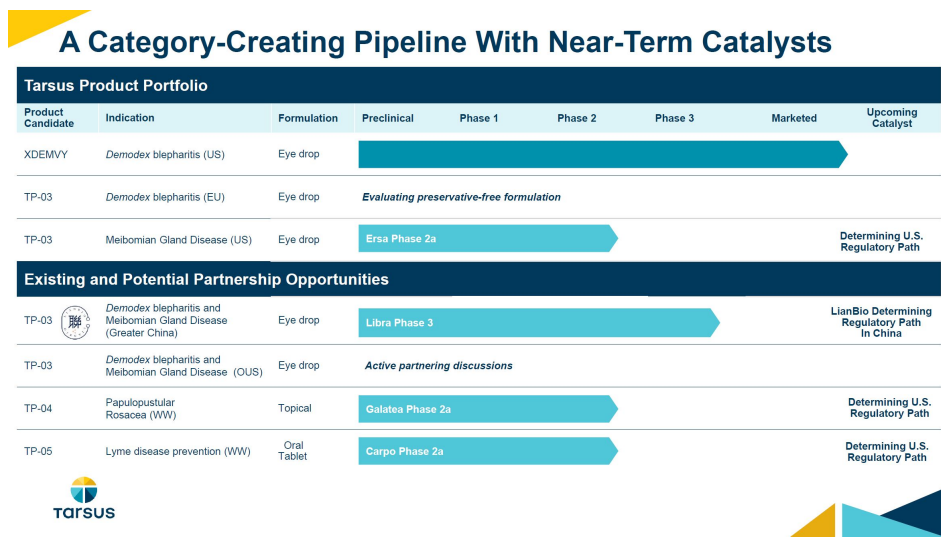 A Category-Creating Pipeline With Near-Term Catalysts
Tarsus Product Portfolio
Product Candidate Indication Formulation Preclinical Phase 1 Phase 2 Phase 3 Marketed Upcoming Catalyst
XDEMVY Demodex blepharitis (US) Eye drop
TP-03 Demodex blepharitis (EU) Eye drop Evaluating preservative-free formulation
TP-03 Meibomian Gland Disease (US) Eye drop Ersa Phase 2a Determining U.S. Regulatory Path
Existing and Potential Partnership Opportunities
TP-03 聯 Demodex blepharitis and Meibomian Gland Disease (Greater China) Eye drop Libra Phase 3 LianBio Determining Regulatory Path In China
TP-03 Demodex blepharitis and Meibomian Gland Disease (OUS) Eye drop Active partnering discussions
TP-04 Papulopustular Rosacea (WW) Topical Galatea Phase 2a Determining U.S. Regulatory Path
TP-05 Lyme disease prevention (WW) Oral Tablet Carpo Phase 2a Determining U.S. Regulatory Path
Tarsus